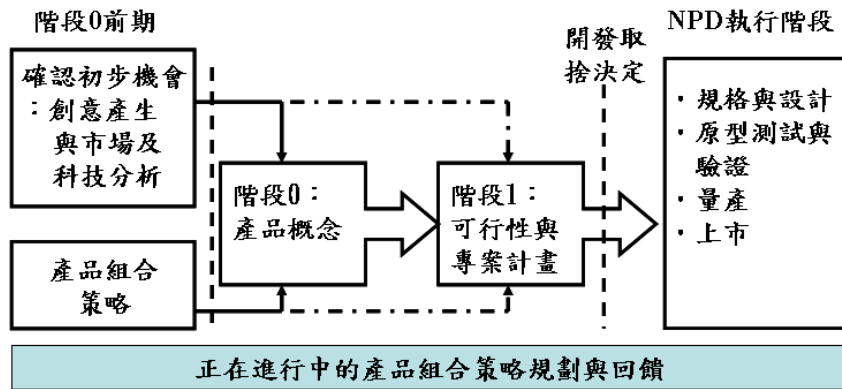 階段0前期
確認初步機會
：創意產生
與市場及
科技分析
產品組合
策略
階段0：
產品概念
階段1：
可行性與
專案計畫
開發取
捨決定
NPD執行階段
·規格與設計
·原型測試與
驗證
·量產
·上市
正在進行中的產品組合策略規劃與回饋